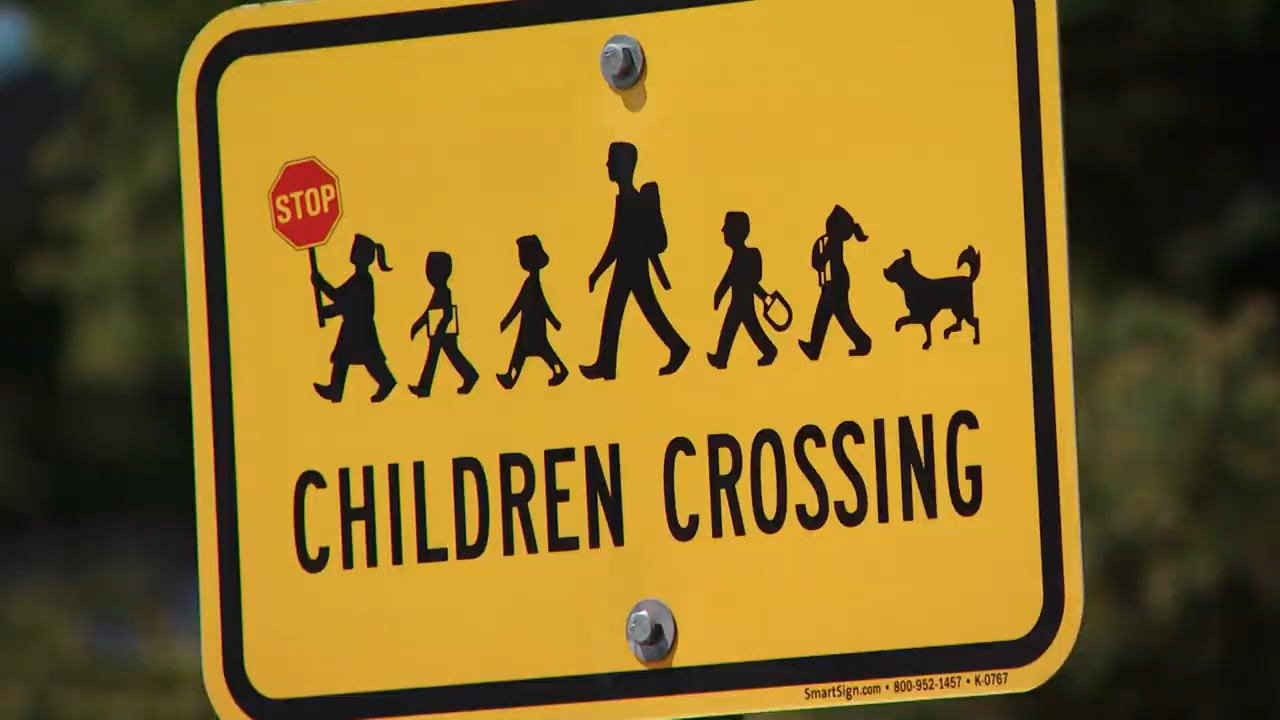 STOP
CHILDREN CROSSING
SmartSign.com • 800-952-1457 • K-0767